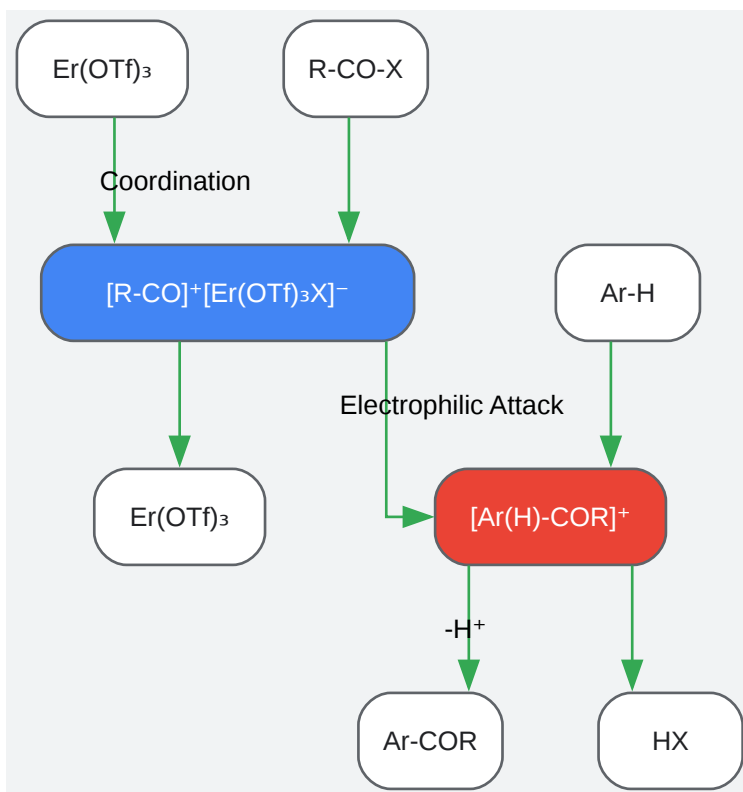 Er(OTf)₃
R-CO-X
Coordination
[R-CO]⁺[Er(OTf)₃X]⁻
Ar-H
Electrophilic Attack
Er(OTf)₃
[Ar(H)-COR]⁺
-H⁺
Ar-COR
HX